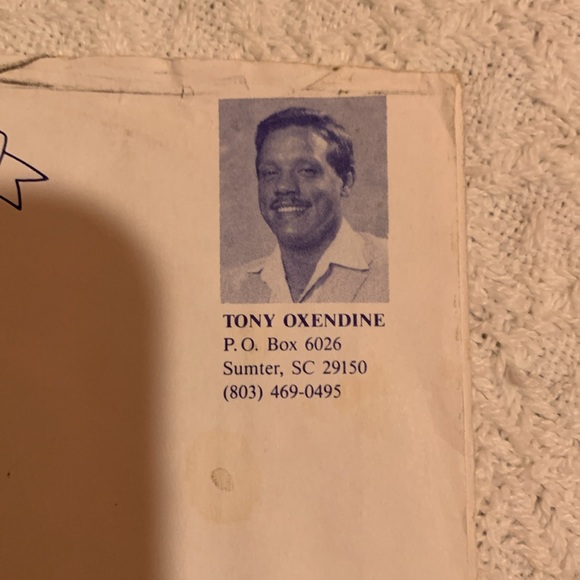 TONY OXENDINE
P.O. Box 6026
Sumter, SC 29150
(803) 469-0495